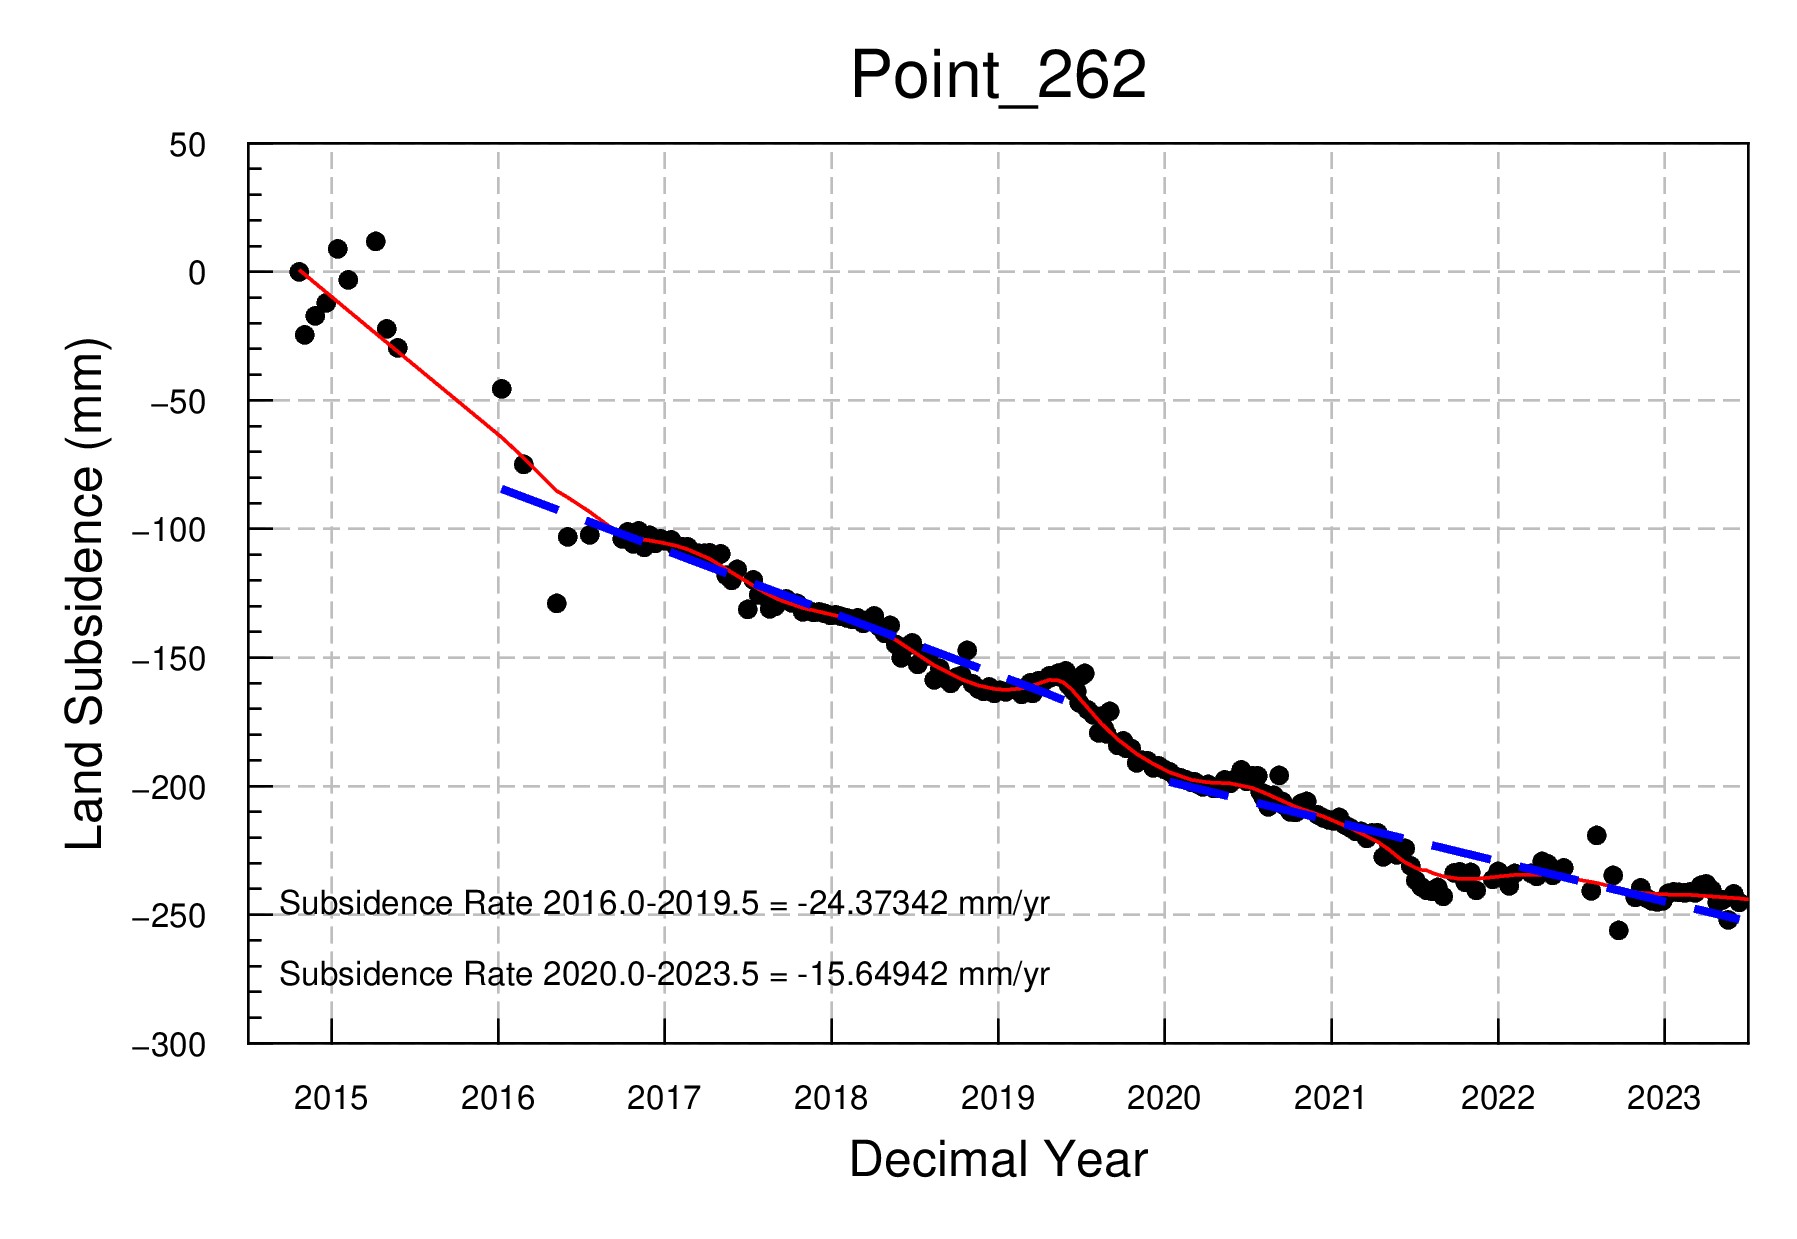 Point_262
50
0
−50
−100
−150
−200
−250
−300
Land Subsidence (mm)
Subsidence Rate 2016.0-2019.5 = -24.37342 mm/yr
Subsidence Rate 2020.0-2023.5 = -15.64942 mm/yr
2015 2016 2017 2018 2019 2020 2021 2022 2023
Decimal Year